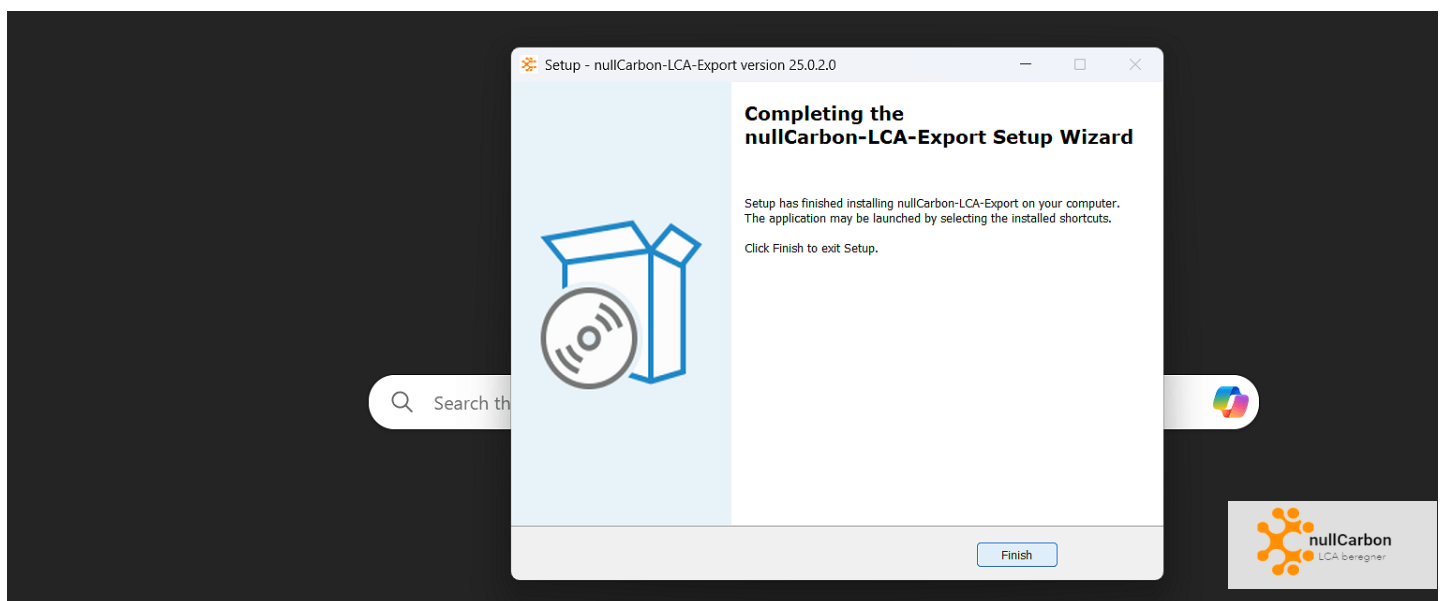 Setup - nullCarbon-LCA-Export version 25.0.2.0
Completing the
nullCarbon-LCA-Export Setup Wizard
Setup has finished installing nullCarbon-LCA-Export on your computer.
The application may be launched by selecting the installed shortcuts.
Click Finish to exit Setup.
Search th
Finish
nullCarbon
LCA beregner